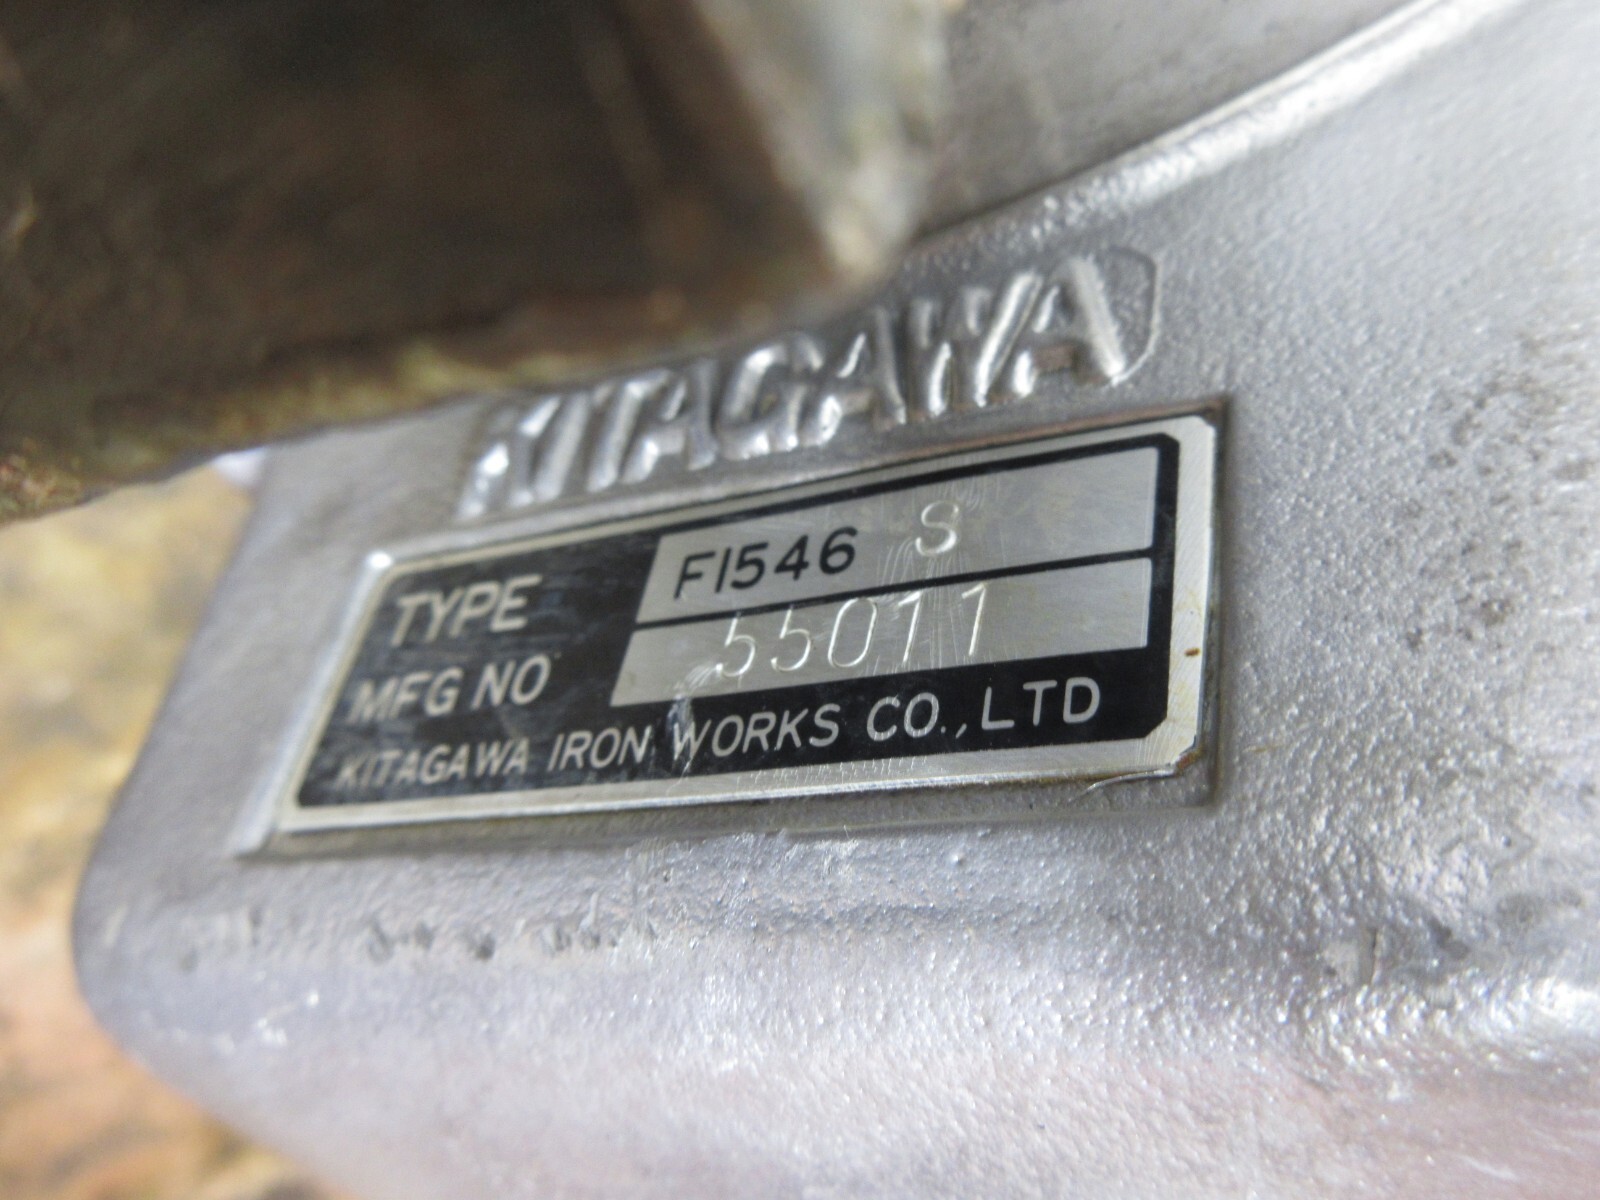 KITAGAWA
TYPE F1546 S
MFG NO 55011
KITAGAWA IRON WORKS CO., LTD